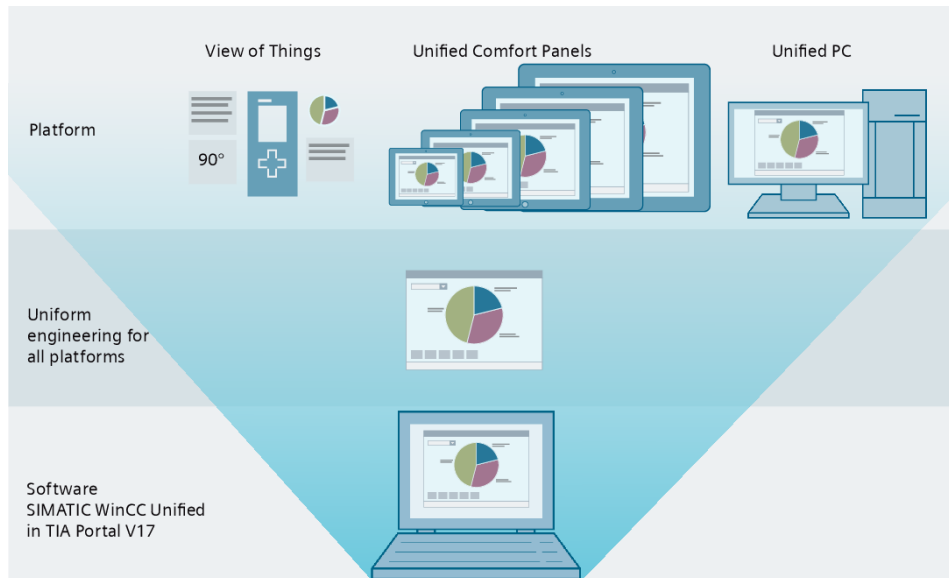 View of Things
Unified Comfort Panels
Unified PC
Platform
90°
Uniform
engineering for
all platforms
Software
SIMATIC WinCC Unified
in TIA Portal V17